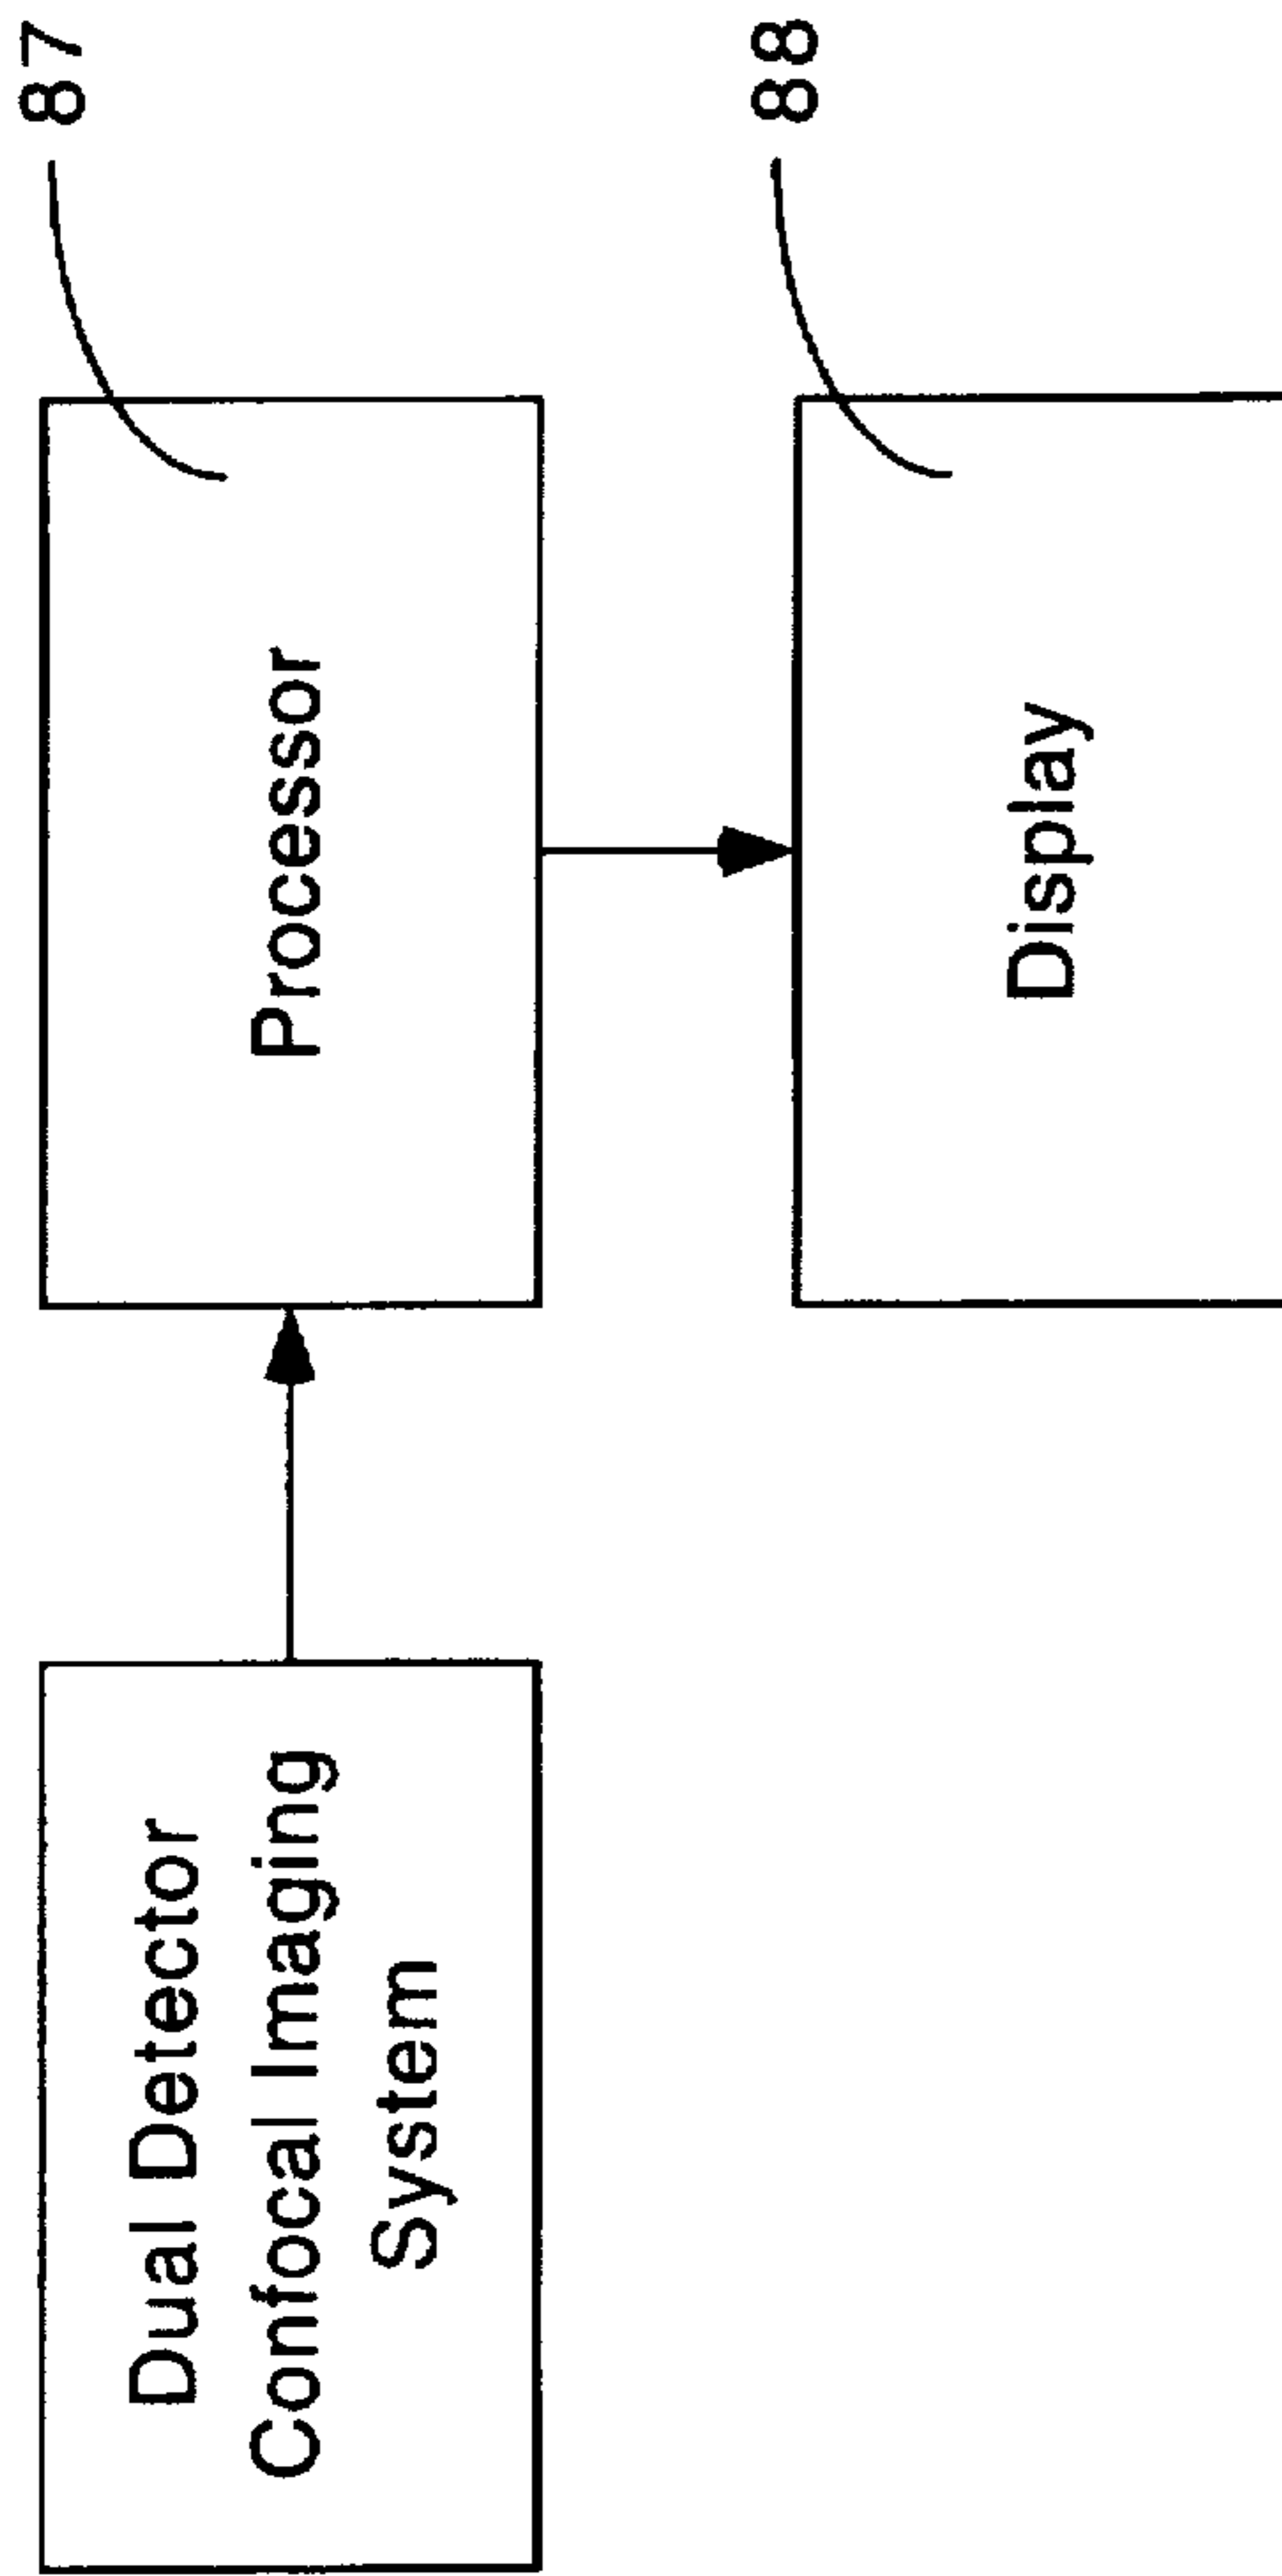 87
Dual Detector
Confocal Imaging
System
Processor
88
Display